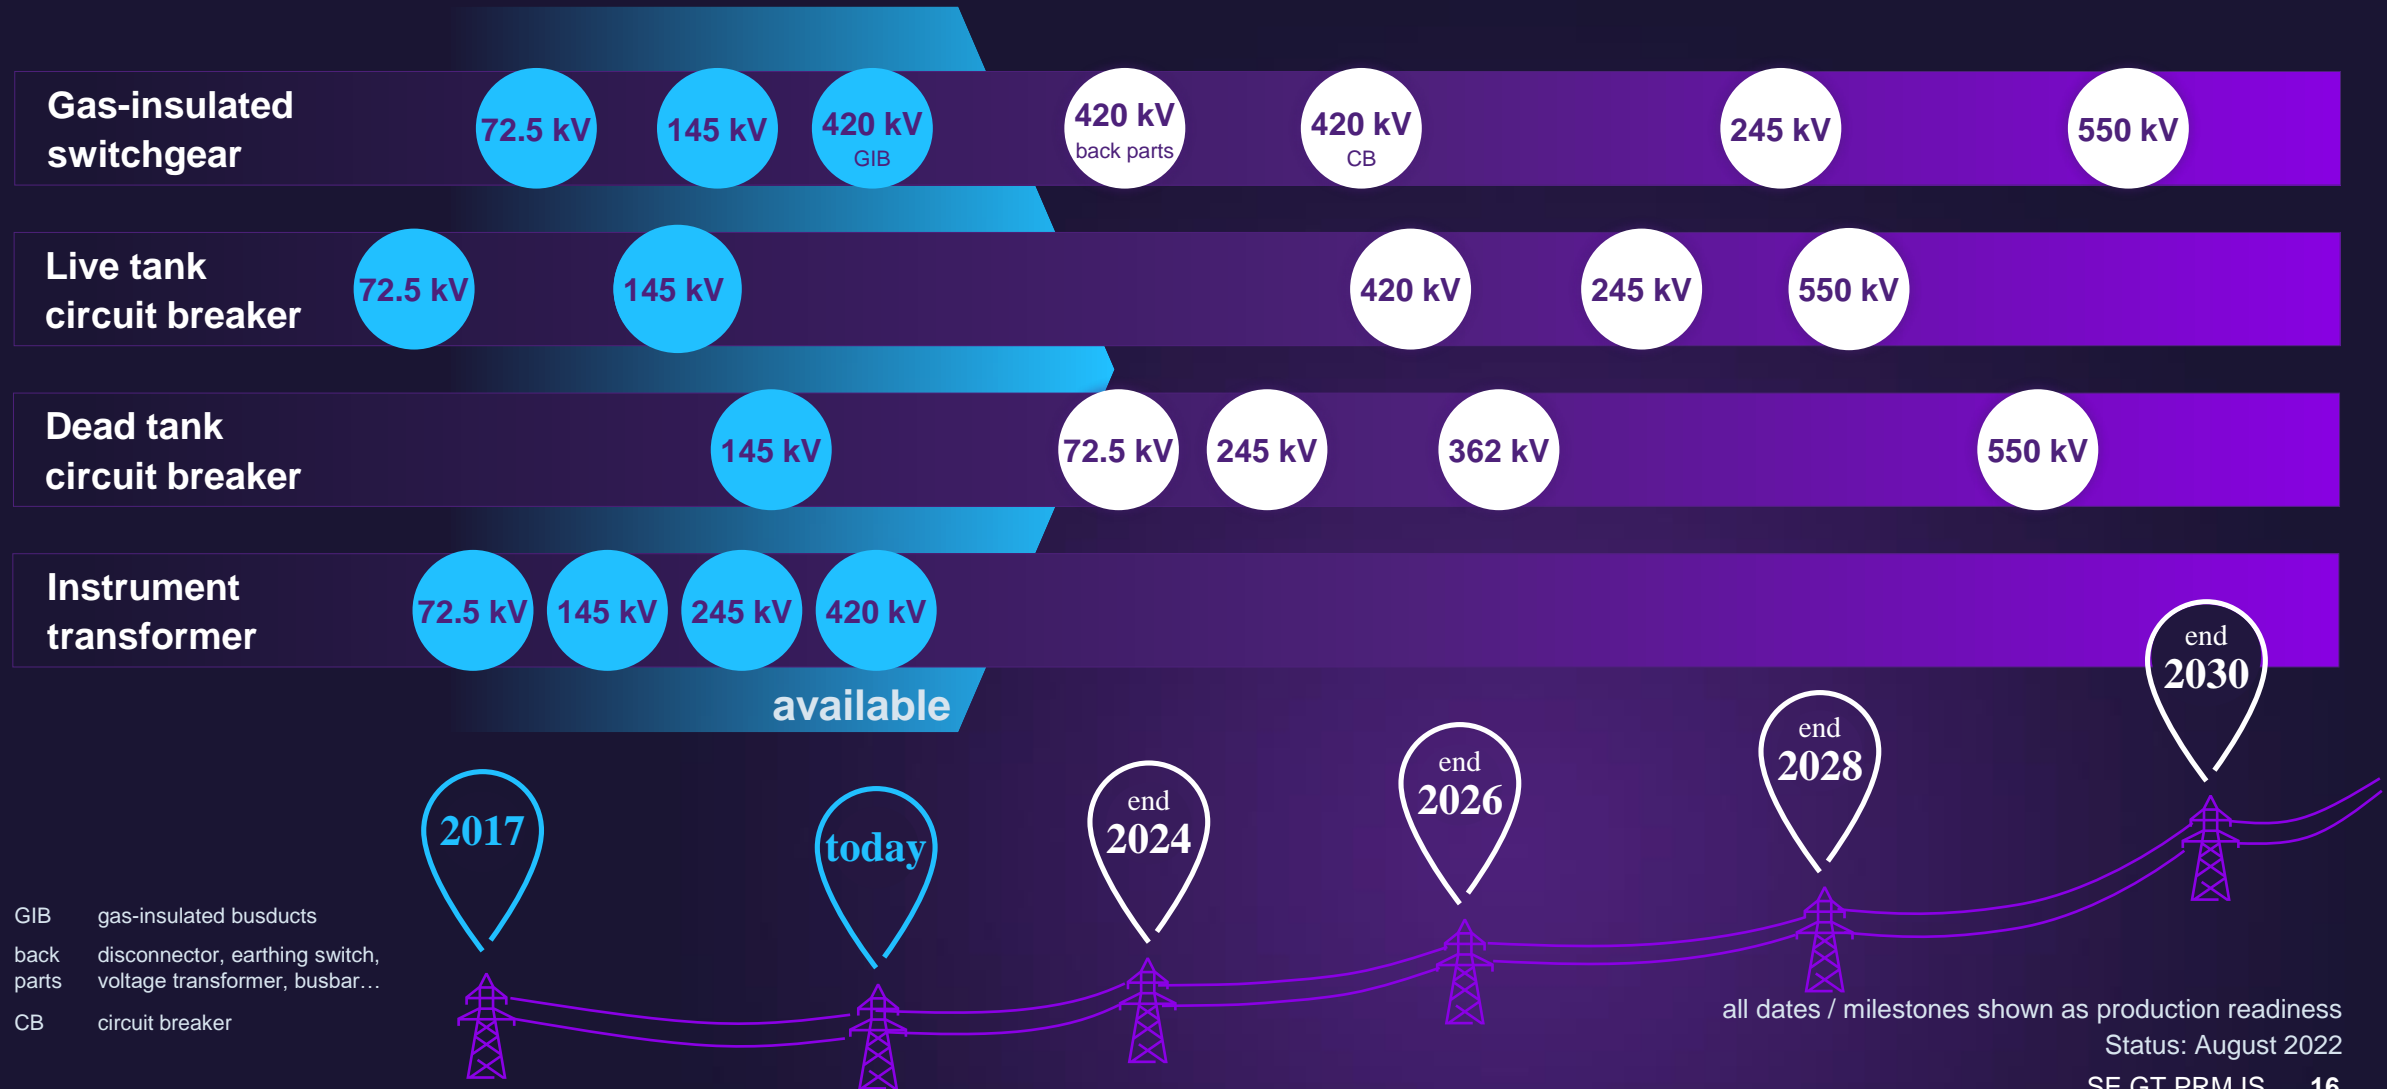 Gas-insulated
switchgear
72.5 kV
145 kV
420 kV
GIB
420 kV
back parts
420 kV
CB
245 kV
550 kV
Live tank
circuit breaker
72.5 kV
145 kV
420 kV
245 kV
550 kV
Dead tank
circuit breaker
145 kV
72.5 kV
245 kV
362 kV
550 kV
Instrument
transformer
72.5 kV
145 kV
245 kV
420 kV
available
2017
today
end
2024
end
2026
end
2028
end
2030
GIB gas-insulated busducts
back disconnector, earthing switch,
parts voltage transformer, busbar…
CB circuit breaker
all dates / milestones shown as production readiness
Status: August 2022
SE GT PRM IS 16